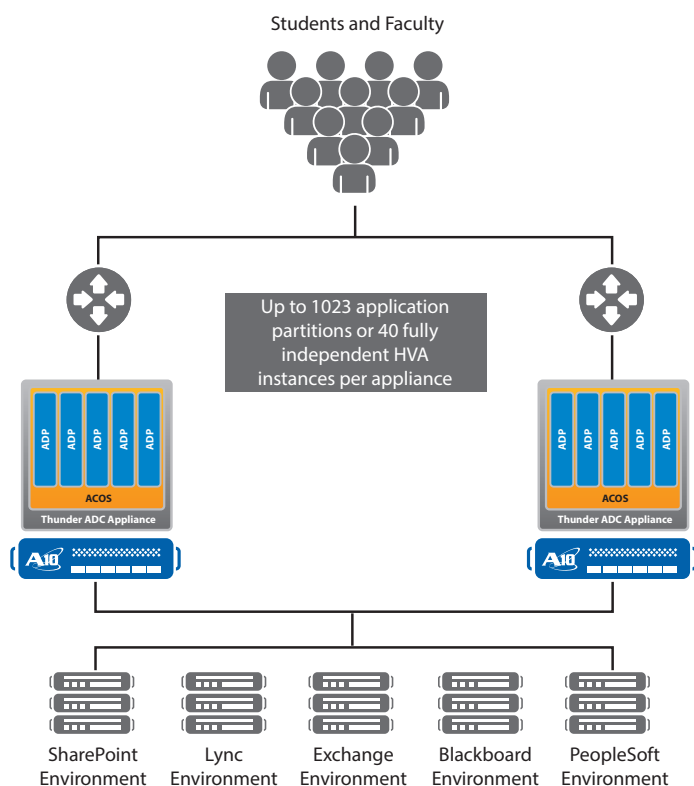 Students and Faculty
Up to 1023 application
partitions or 40 fully
independent HVA
instances per appliance
ADP ADP ADP ADP ADP
ADP ADP ADP ADP ADP
ACOS
ACOS
Thunder ADC Appliance
Thunder ADC Appliance
A10
A10
SharePoint
Environment
Lync
Environment
Exchange
Environment
Blackboard
Environment
PeopleSoft
Environment